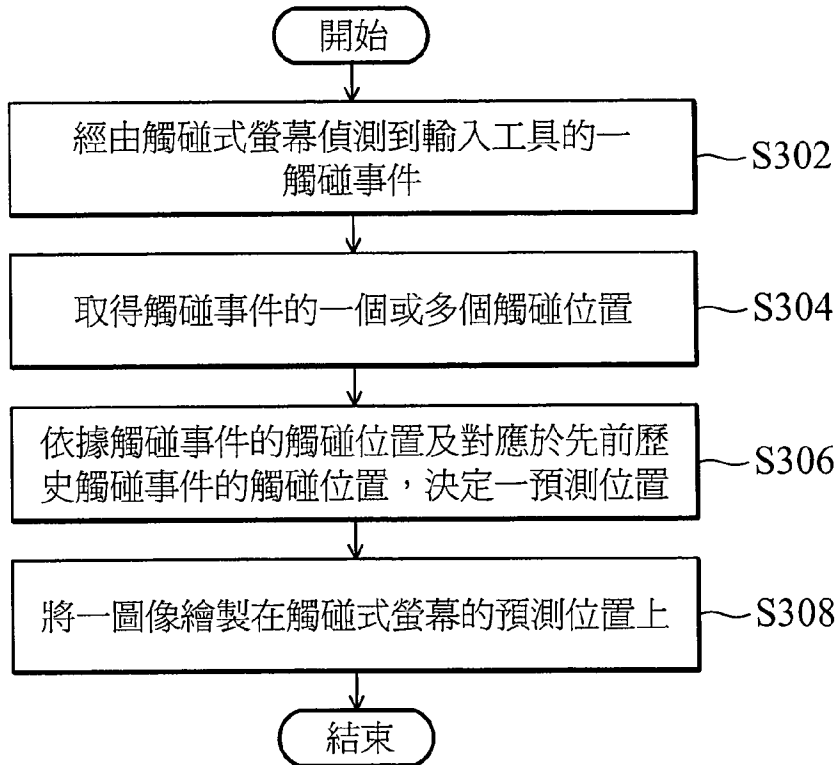 開始
經由觸碰式螢幕偵測到輸入工具的一
觸碰事件
S302
取得觸碰事件的一個或多個觸碰位置
S304
依據觸碰事件的觸碰位置及對應於先前歷
史觸碰事件的觸碰位置，決定一預測位置
S306
將一圖像繪製在觸碰式螢幕的預測位置上
S308
結束